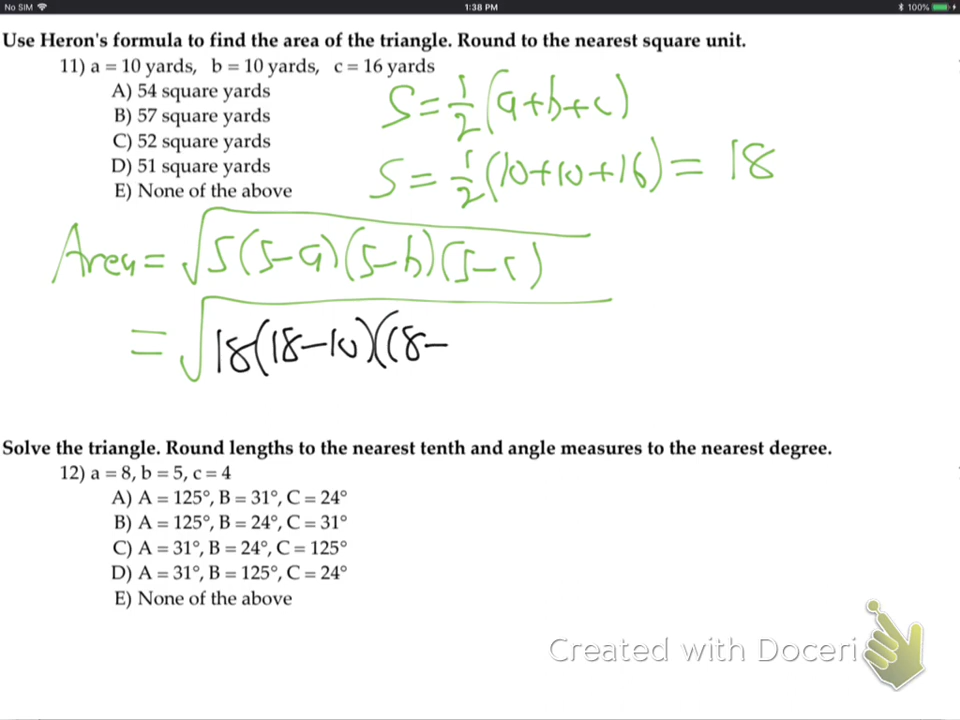 No SIM 1:38 PM 100%
Use Heron's formula to find the area of the triangle. Round to the nearest square unit.
11) a = 10 yards, b = 10 yards, c = 16 yards
A) 54 square yards
B) 57 square yards
C) 52 square yards
D) 51 square yards
E) None of the above
S = 1/2 (a+b+c)
S = 1/2 (10+10+16) = 18
Area = √S(S-a)(S-b)(S-c)
= √18(18-10)(18-
Solve the triangle. Round lengths to the nearest tenth and angle measures to the nearest degree.
12) a = 8, b = 5, c = 4
A) A = 125°, B = 31°, C = 24°
B) A = 125°, B = 24°, C = 31°
C) A = 31°, B = 24°, C = 125°
D) A = 31°, B = 125°, C = 24°
E) None of the above
Created with Doceri